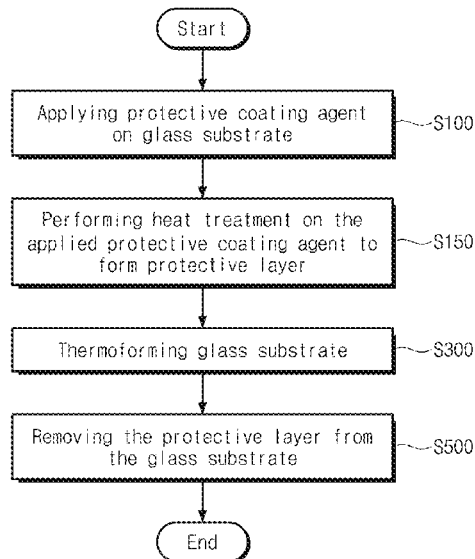 Start
Applying protective coating agent
on glass substrate
S100
Performing heat treatment on the
applied protective coating agent to
form protective layer
S150
Thermoforming glass substrate
S300
Removing the protective layer from
the glass substrate
S500
End